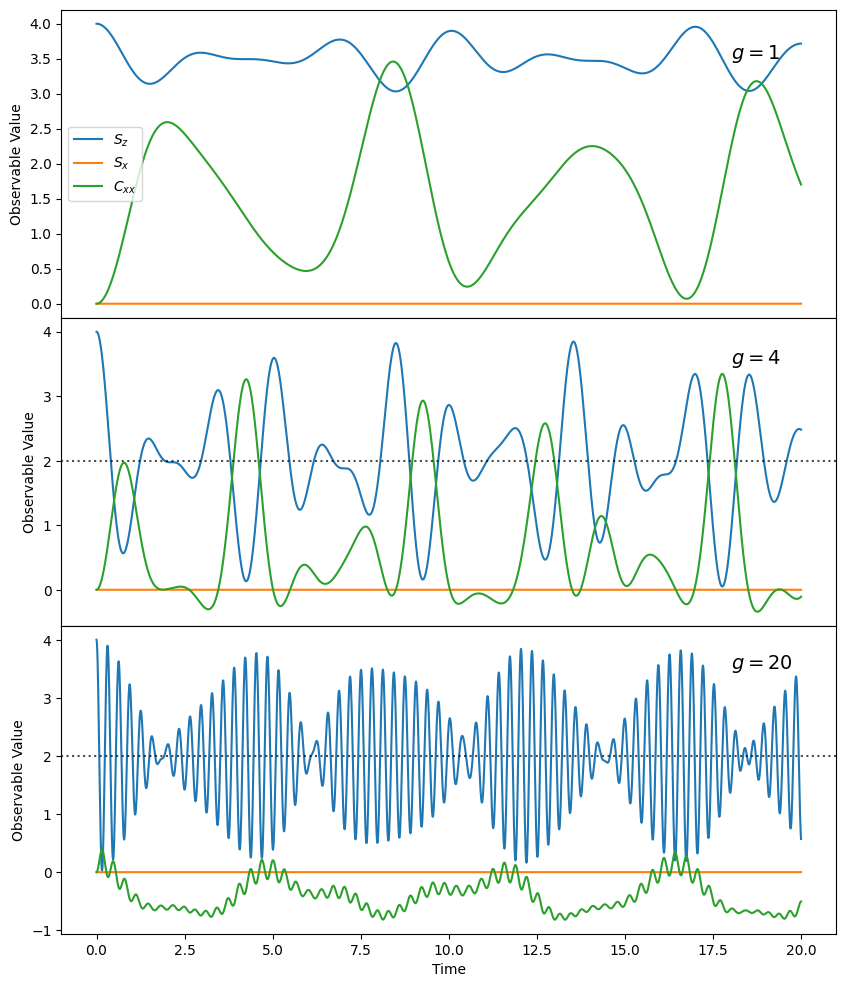 4.0
3.5
3.0
2.5
2.0
1.5
1.0
0.5
0.0
Observable Value
g = 1
S_z
S_x
C_xx
4
3
2
1
0
Observable Value
g = 4
4
3
2
1
0
−1
Observable Value
g = 20
0.0 2.5 5.0 7.5 10.0 12.5 15.0 17.5 20.0
Time